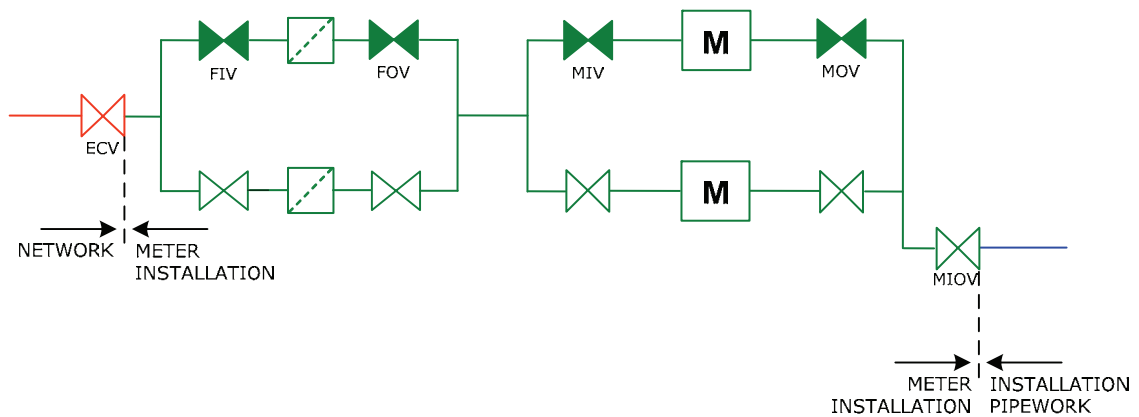 FIV
FOV
MIV
M
MOV
ECV
M
NETWORK
METER
INSTALLATION
MIOV
METER
INSTALLATION
INSTALLATION
PIPEWORK